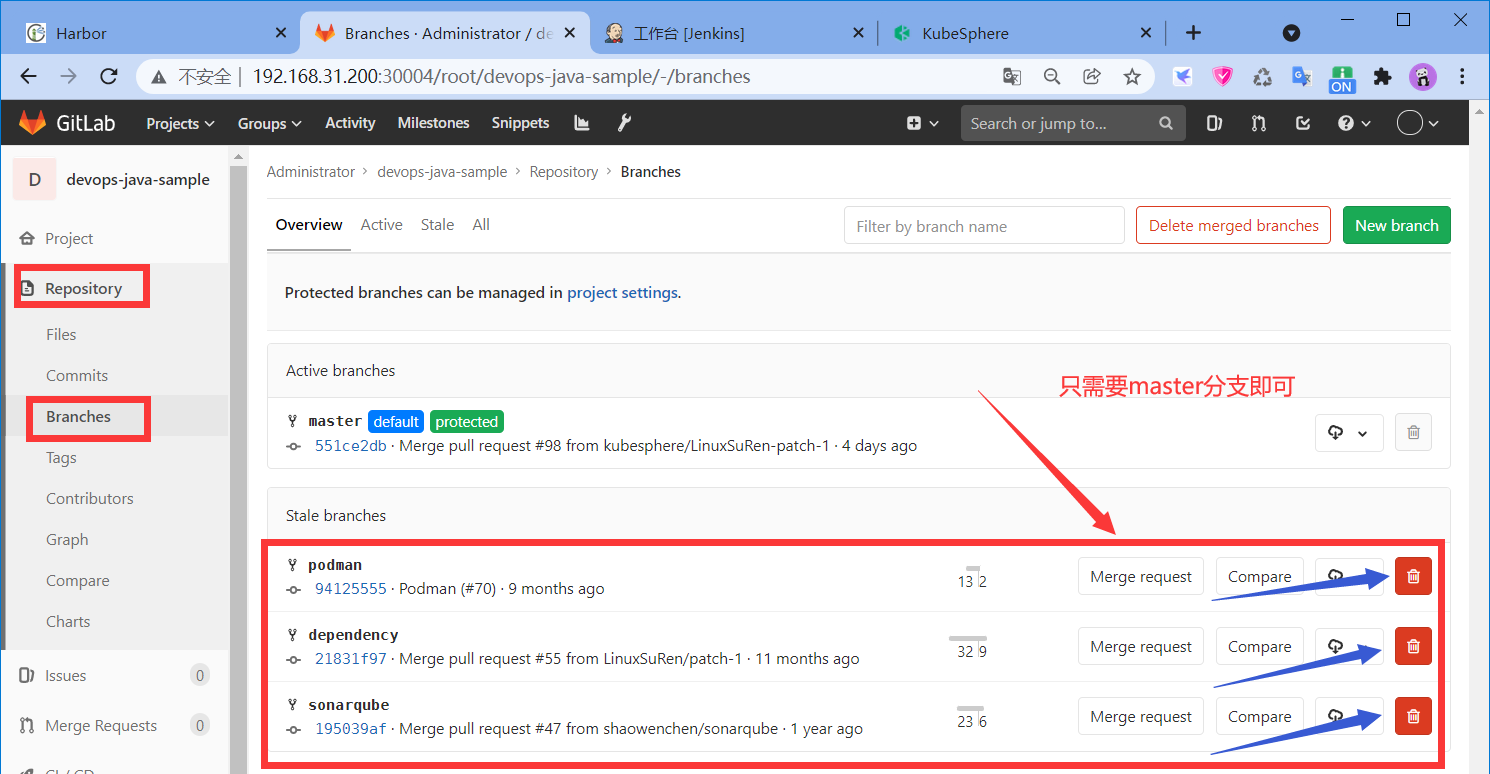 Harbor
Branches · Administrator / de
工作台 [Jenkins]
KubeSphere
不安全 | 192.168.31.200:30004/root/devops-java-sample/-/branches
ON
GitLab Projects Groups Activity Milestones Snippets Search or jump to...
D devops-java-sample
Administrator > devops-java-sample > Repository > Branches
Overview Active Stale All Filter by branch name Delete merged branches New branch
Project
Repository
Files
Commits
Branches
Tags
Contributors
Graph
Compare
Charts
Issues 0
Merge Requests 0
CI / CD
Protected branches can be managed in project settings.
Active branches
只需要master分支即可
master default protected
551ce2db · Merge pull request #98 from kubesphere/LinuxSuRen-patch-1 · 4 days ago
Stale branches
podman
94125555 · Podman (#70) · 9 months ago
13 2 Merge request Compare
dependency
21831f97 · Merge pull request #55 from LinuxSuRen/patch-1 · 11 months ago
32 9 Merge request Compare
sonarqube
195039af · Merge pull request #47 from shaowenchen/sonarqube · 1 year ago
23 6 Merge request Compare